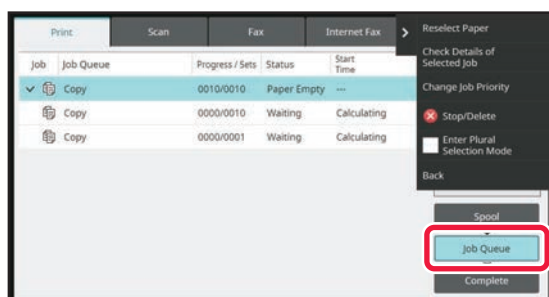 Print Scan Fax Internet Fax
Job Job Queue Progress / Sets Status Start Time
Copy 0010/0010 Paper Empty ---
Copy 0000/0010 Waiting Calculating
Copy 0000/0001 Waiting Calculating
Reselect Paper
Check Details of
Selected Job
Change Job Priority
Stop/Delete
Enter Plural
Selection Mode
Back
Spool
Job Queue
Complete